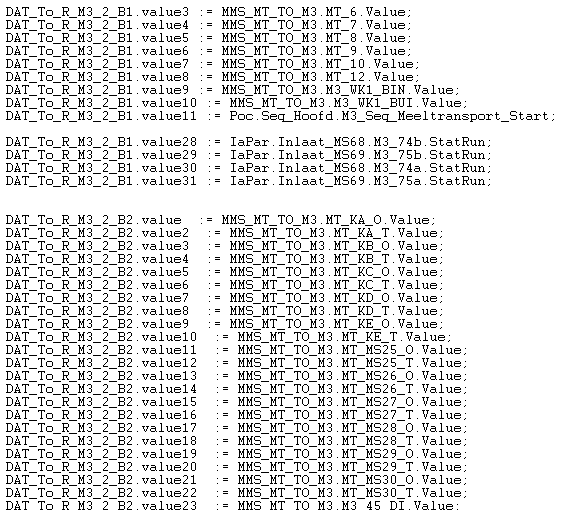 DAT_To_R_M3_2_B1.value3 := MMS_MT_TO_M3.MT_6.Value;
DAT_To_R_M3_2_B1.value4 := MMS_MT_TO_M3.MT_7.Value;
DAT_To_R_M3_2_B1.value5 := MMS_MT_TO_M3.MT_8.Value;
DAT_To_R_M3_2_B1.value6 := MMS_MT_TO_M3.MT_9.Value;
DAT_To_R_M3_2_B1.value7 := MMS_MT_TO_M3.MT_10.Value;
DAT_To_R_M3_2_B1.value8 := MMS_MT_TO_M3.MT_12.Value;
DAT_To_R_M3_2_B1.value9 := MMS_MT_TO_M3.M3_WK1_BIN.Value;
DAT_To_R_M3_2_B1.value10 := MMS_MT_TO_M3.M3_WK1_BUI.Value;
DAT_To_R_M3_2_B1.value11 := Poc.Seq_Hoofd.M3_Seq_Meeltransport_Start;
DAT_To_R_M3_2_B1.value28 := IaPar.Inlaat_MS68.M3_74b.StatRun;
DAT_To_R_M3_2_B1.value29 := IaPar.Inlaat_MS69.M3_75b.StatRun;
DAT_To_R_M3_2_B1.value30 := IaPar.Inlaat_MS68.M3_74a.StatRun;
DAT_To_R_M3_2_B1.value31 := IaPar.Inlaat_MS69.M3_75a.StatRun;
DAT_To_R_M3_2_B2.value := MMS_MT_TO_M3.MT_KA_O.Value;
DAT_To_R_M3_2_B2.value2 := MMS_MT_TO_M3.MT_KA_T.Value;
DAT_To_R_M3_2_B2.value3 := MMS_MT_TO_M3.MT_KB_O.Value;
DAT_To_R_M3_2_B2.value4 := MMS_MT_TO_M3.MT_KB_T.Value;
DAT_To_R_M3_2_B2.value5 := MMS_MT_TO_M3.MT_KC_O.Value;
DAT_To_R_M3_2_B2.value6 := MMS_MT_TO_M3.MT_KC_T.Value;
DAT_To_R_M3_2_B2.value7 := MMS_MT_TO_M3.MT_KD_O.Value;
DAT_To_R_M3_2_B2.value8 := MMS_MT_TO_M3.MT_KD_T.Value;
DAT_To_R_M3_2_B2.value9 := MMS_MT_TO_M3.MT_KE_O.Value;
DAT_To_R_M3_2_B2.value10 := MMS_MT_TO_M3.MT_KE_T.Value;
DAT_To_R_M3_2_B2.value11 := MMS_MT_TO_M3.MT_MS25_O.Value;
DAT_To_R_M3_2_B2.value12 := MMS_MT_TO_M3.MT_MS25_T.Value;
DAT_To_R_M3_2_B2.value13 := MMS_MT_TO_M3.MT_MS26_O.Value;
DAT_To_R_M3_2_B2.value14 := MMS_MT_TO_M3.MT_MS26_T.Value;
DAT_To_R_M3_2_B2.value15 := MMS_MT_TO_M3.MT_MS27_O.Value;
DAT_To_R_M3_2_B2.value16 := MMS_MT_TO_M3.MT_MS27_T.Value;
DAT_To_R_M3_2_B2.value17 := MMS_MT_TO_M3.MT_MS28_O.Value;
DAT_To_R_M3_2_B2.value18 := MMS_MT_TO_M3.MT_MS28_T.Value;
DAT_To_R_M3_2_B2.value19 := MMS_MT_TO_M3.MT_MS29_O.Value;
DAT_To_R_M3_2_B2.value20 := MMS_MT_TO_M3.MT_MS29_T.Value;
DAT_To_R_M3_2_B2.value21 := MMS_MT_TO_M3.MT_MS30_O.Value;
DAT_To_R_M3_2_B2.value22 := MMS_MT_TO_M3.MT_MS30_T.Value;
DAT_To_R_M3_2_B2.value23 := MMS_MT_TO_M3.M3_45_DI.Value;